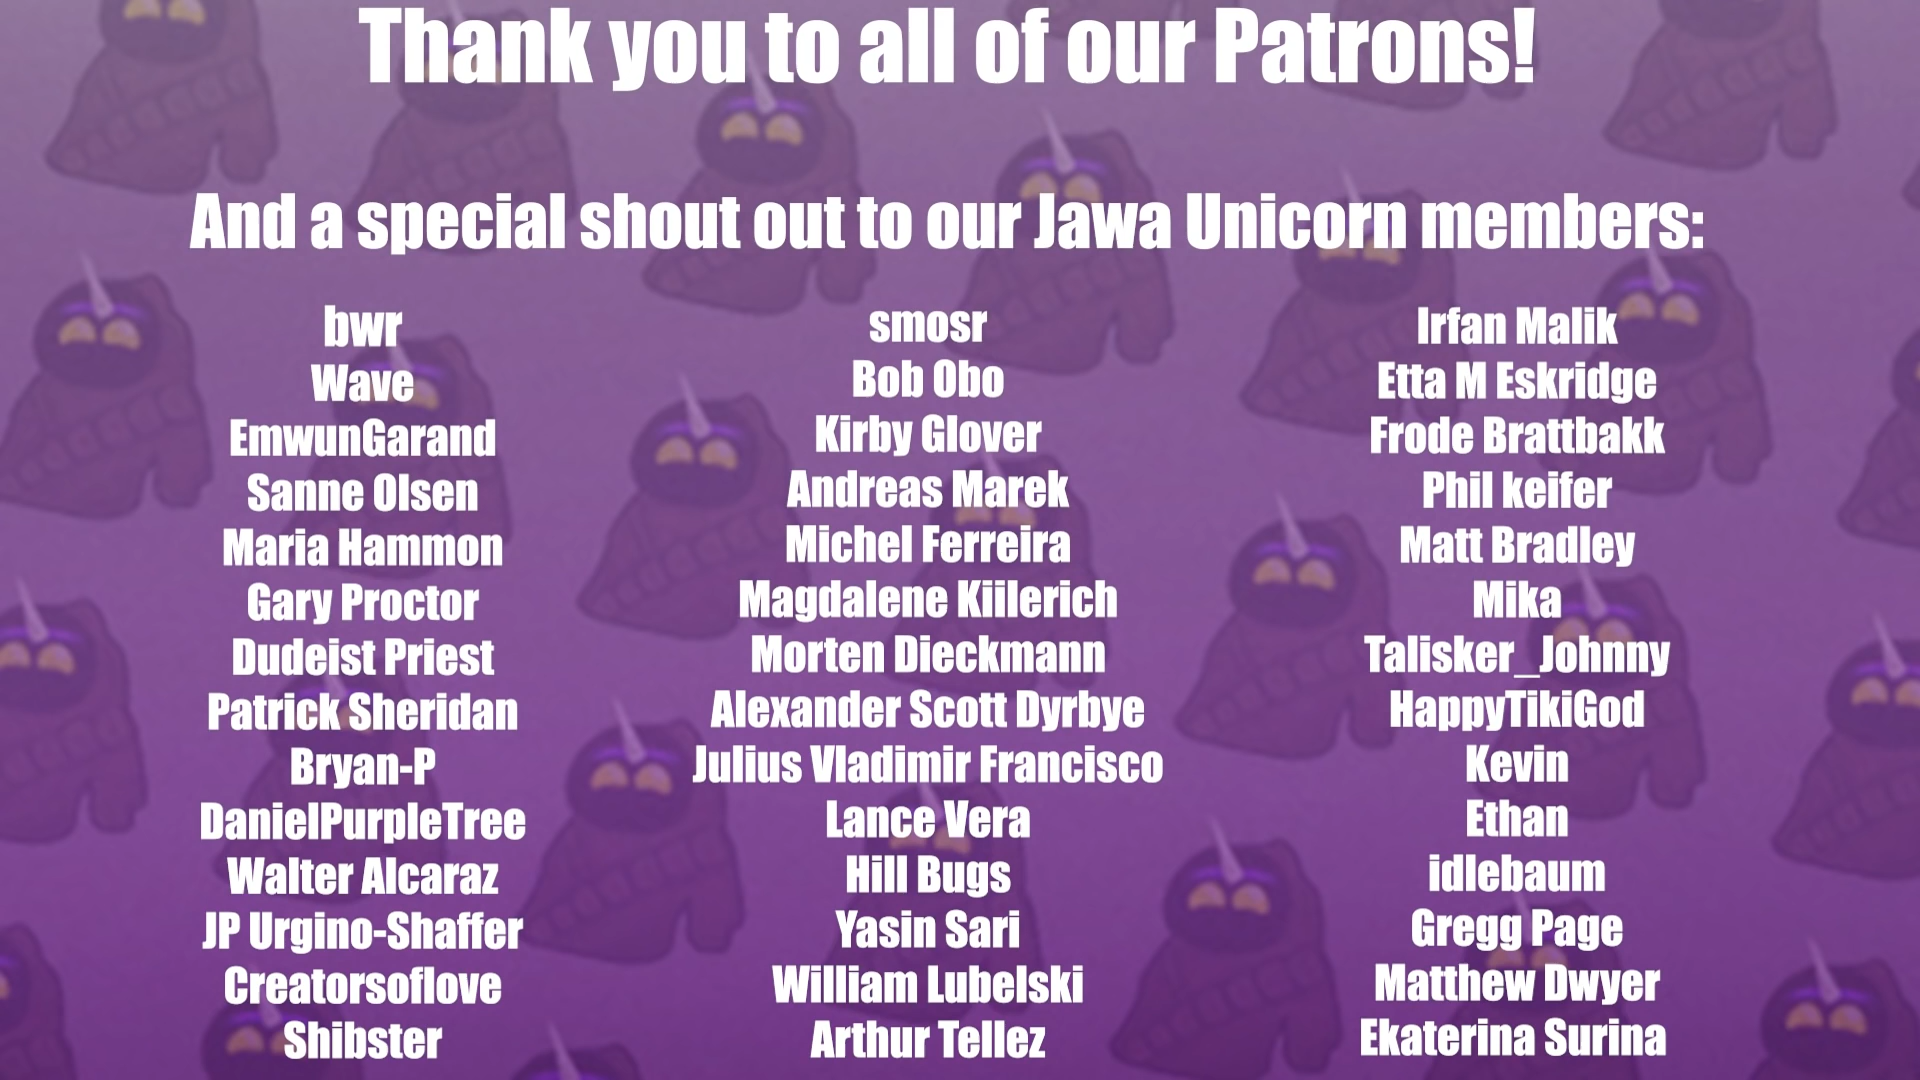 Thank you to all of our Patrons!
And a special shout out to our Jawa Unicorn members:
bwr
Wave
EmwunGarand
Sanne Olsen
Maria Hammon
Gary Proctor
Dudeist Priest
Patrick Sheridan
Bryan-P
DanielPurpleTree
Walter Alcaraz
JP Urgino-Shaffer
Creatorsoflove
Shibster
smosr
Bob Obo
Kirby Glover
Andreas Marek
Michel Ferreira
Magdalene Kiilerich
Morten Dieckmann
Alexander Scott Dyrbye
Julius Vladimir Francisco
Lance Vera
Hill Bugs
Yasin Sari
William Lubelski
Arthur Tellez
Irfan Malik
Etta M Eskridge
Frode Brattbakk
Phil keifer
Matt Bradley
Mika
Talisker_Johnny
HappyTikiGod
Kevin
Ethan
idlebaum
Gregg Page
Matthew Dwyer
Ekaterina Surina